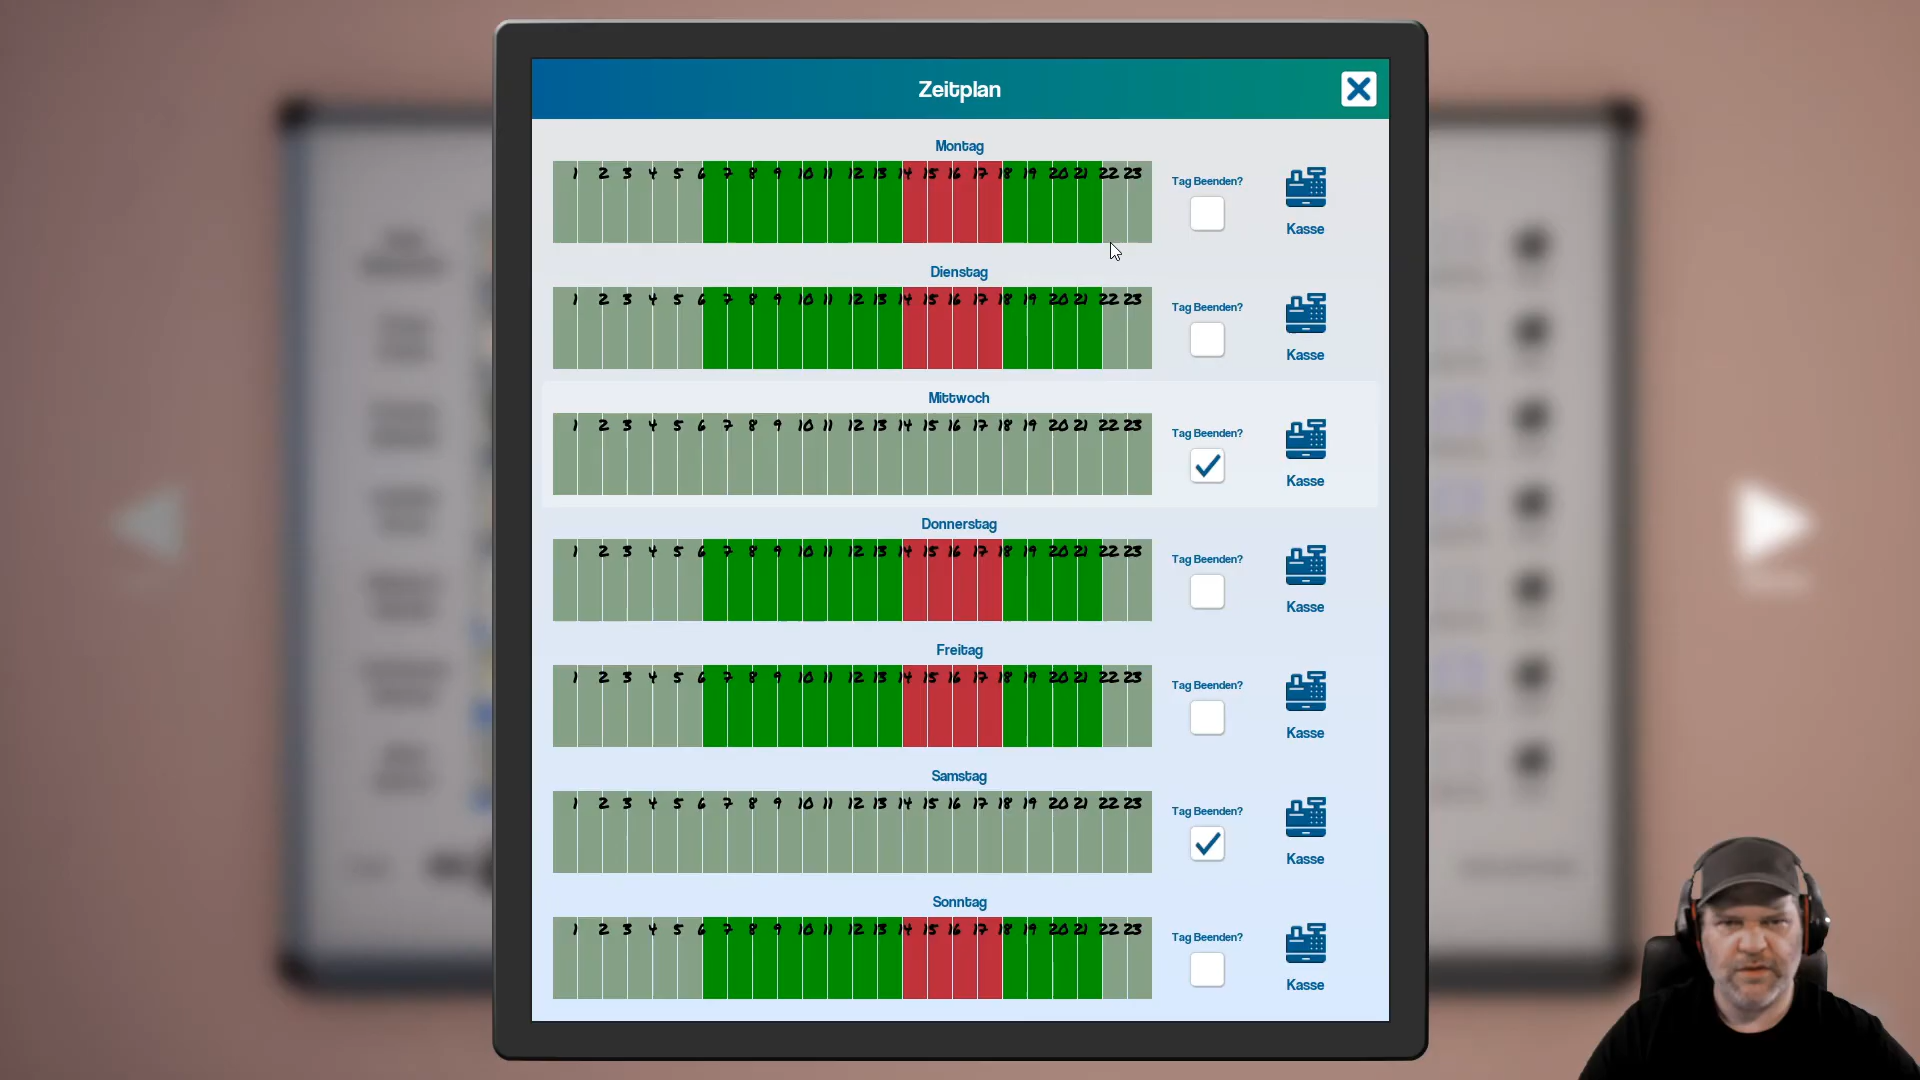 Zeitplan
Montag
1 2 3 4 5 6 7 8 9 10 11 12 13 14 15 16 17 18 19 20 21 22 23
Tag Beenden?
Kasse
Dienstag
1 2 3 4 5 6 7 8 9 10 11 12 13 14 15 16 17 18 19 20 21 22 23
Tag Beenden?
Kasse
Mittwoch
1 2 3 4 5 6 7 8 9 10 11 12 13 14 15 16 17 18 19 20 21 22 23
Tag Beenden?
Kasse
Donnerstag
1 2 3 4 5 6 7 8 9 10 11 12 13 14 15 16 17 18 19 20 21 22 23
Tag Beenden?
Kasse
Freitag
1 2 3 4 5 6 7 8 9 10 11 12 13 14 15 16 17 18 19 20 21 22 23
Tag Beenden?
Kasse
Samstag
1 2 3 4 5 6 7 8 9 10 11 12 13 14 15 16 17 18 19 20 21 22 23
Tag Beenden?
Kasse
Sonntag
1 2 3 4 5 6 7 8 9 10 11 12 13 14 15 16 17 18 19 20 21 22 23
Tag Beenden?
Kasse